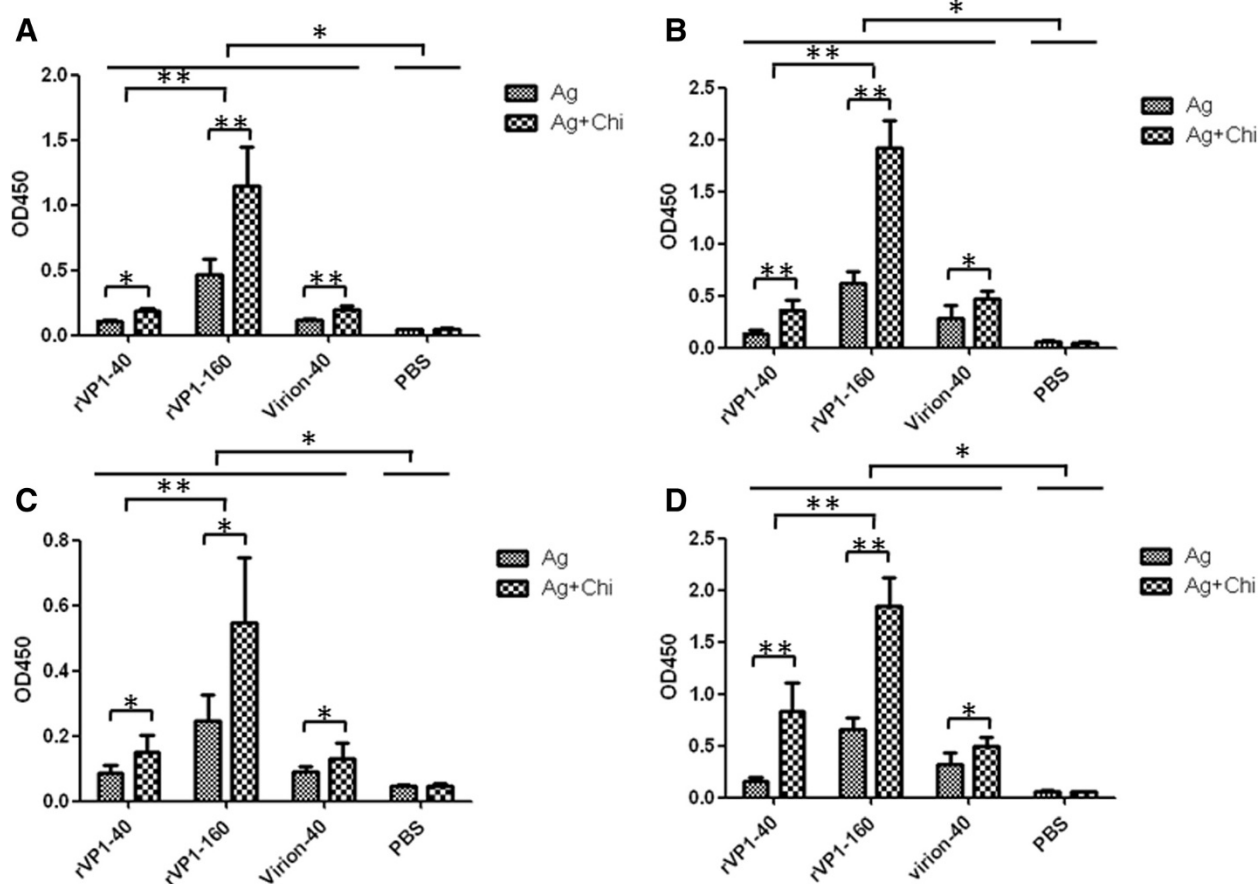 A
*
**
**
*
**
2.0
1.5
1.0
0.5
0.0
OD450
rVP1-40
rVP1-160
Virion-40
PBS
Ag
Ag+Chi
B
*
**
**
**
*
2.5
2.0
1.5
1.0
0.5
0.0
OD450
rVP1-40
rVP1-160
Virion-40
PBS
Ag
Ag+Chi
C
*
**
*
*
*
0.8
0.6
0.4
0.2
0.0
OD450
rVP1-40
rVP1-160
Virion-40
PBS
Ag
Ag+Chi
D
*
**
**
**
*
2.5
2.0
1.5
1.0
0.5
0.0
OD450
rVP1-40
rVP1-160
virion-40
PBS
Ag
Ag+Chi